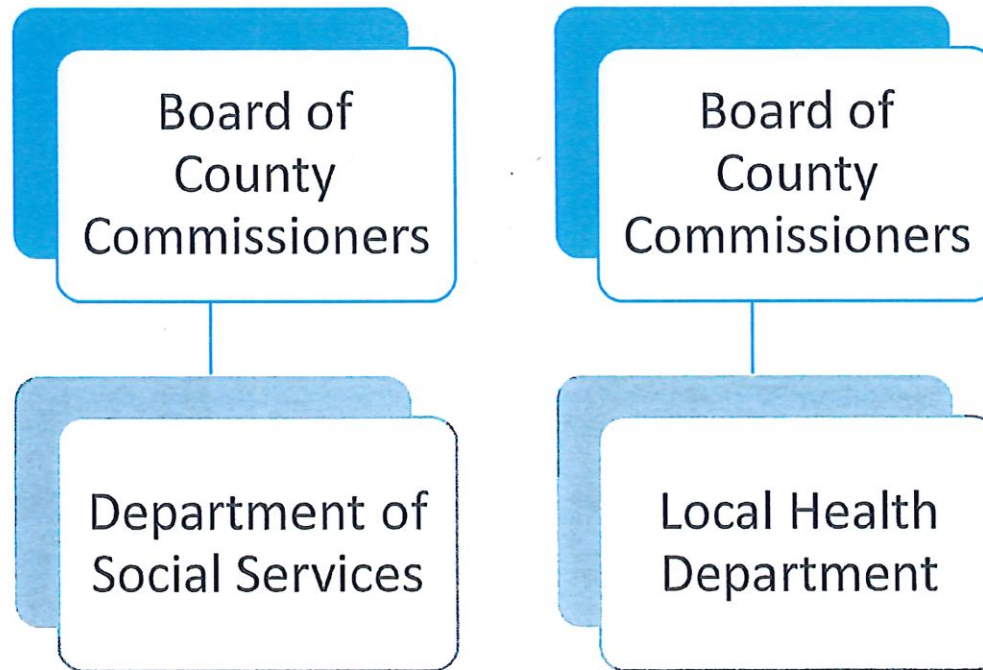 Board of
County
Commissioners
Department of
Social Services
Board of
County
Commissioners
Local Health
Department